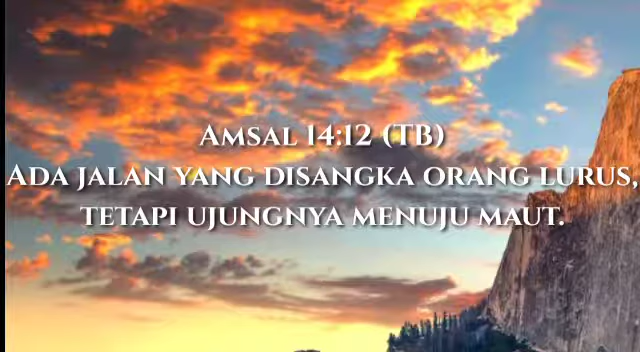 Amsal 14:12 (TB)
Ada jalan yang disangka orang lurus,
tetapi ujungnya menuju maut.